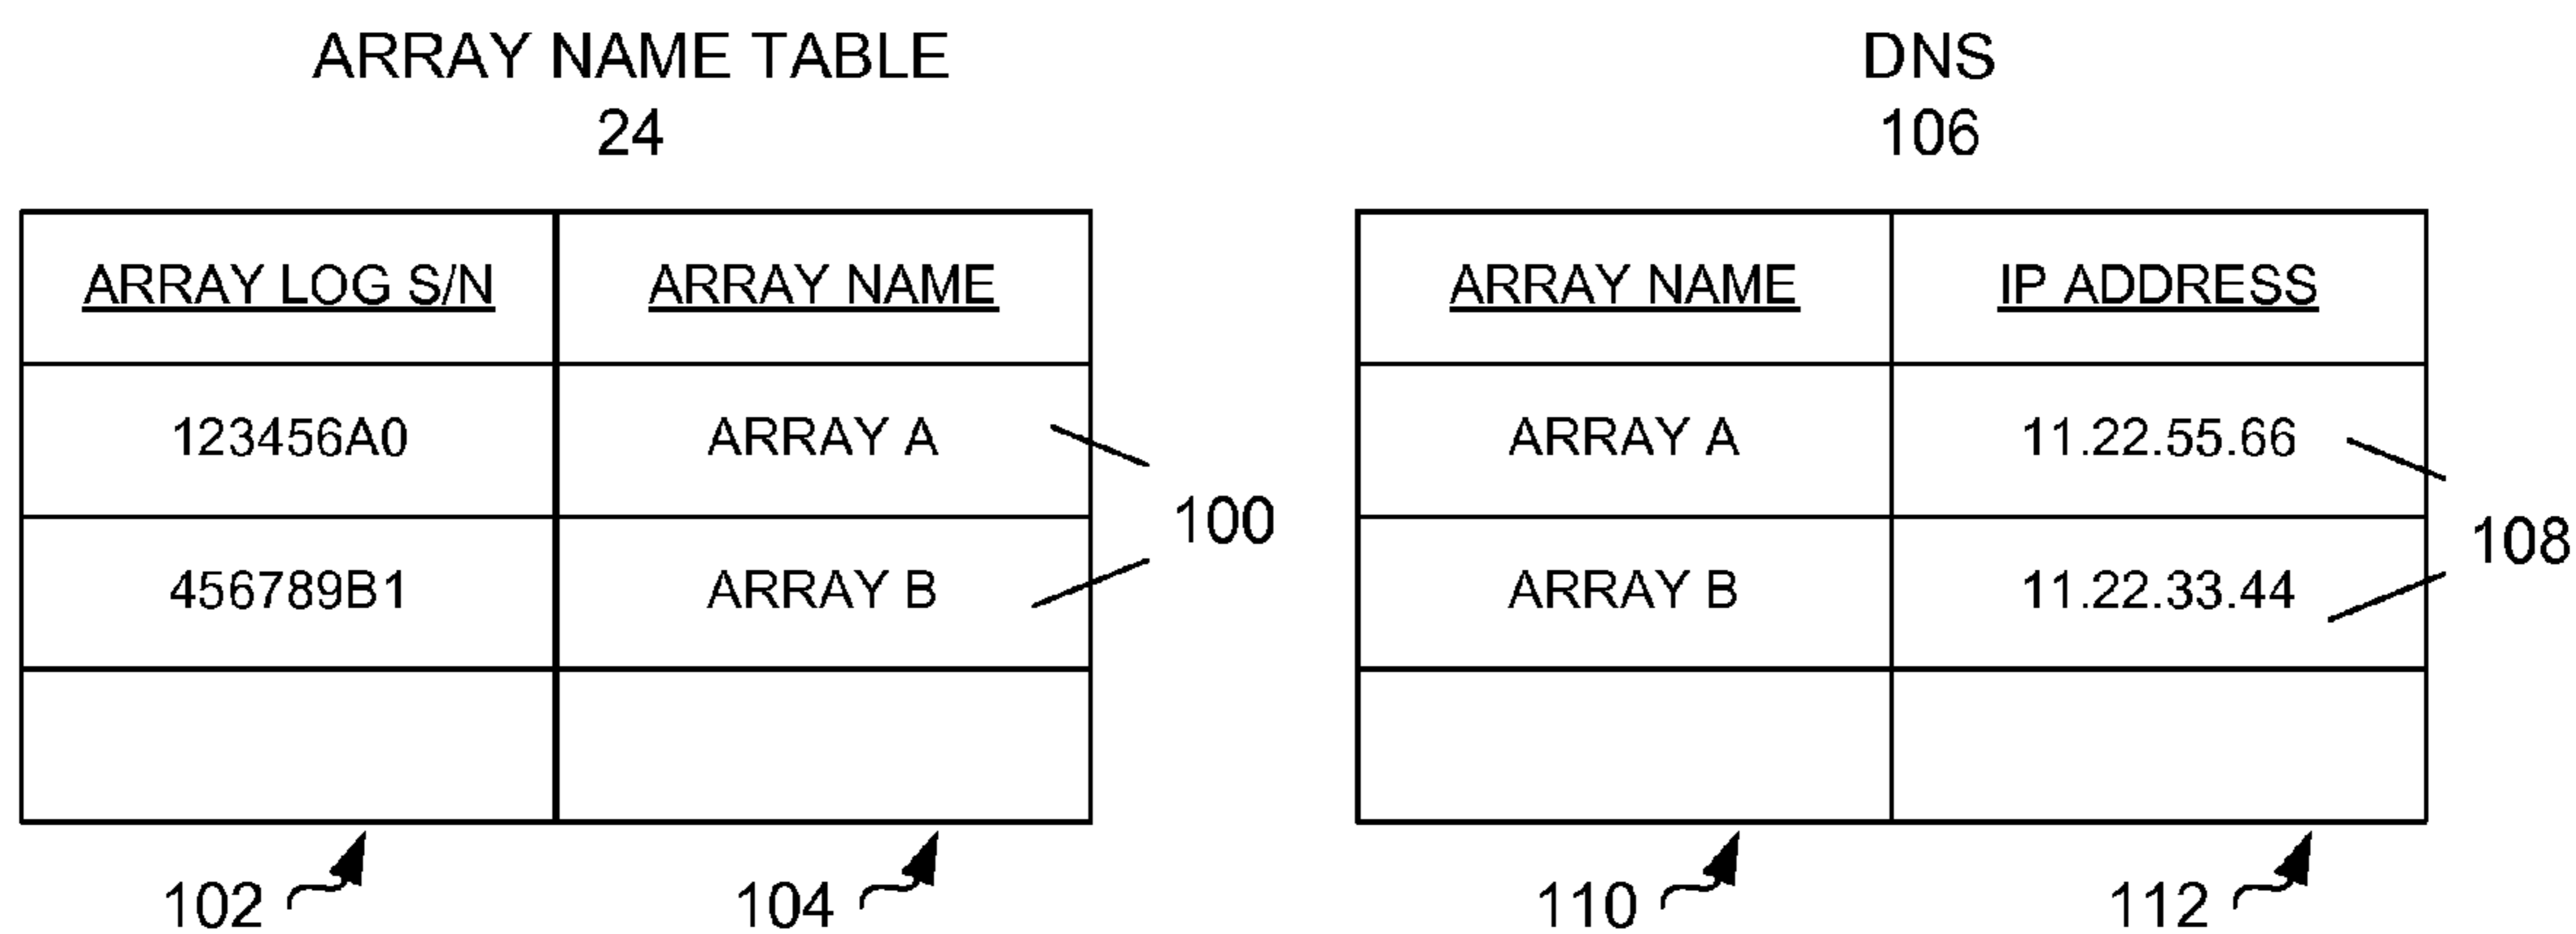 ARRAY NAME TABLE
24
ARRAY LOG S/N ARRAY NAME
123456A0 ARRAY A
456789B1 ARRAY B
100
102 104
DNS
106
ARRAY NAME IP ADDRESS
ARRAY A 11.22.55.66
ARRAY B 11.22.33.44
108
110 112